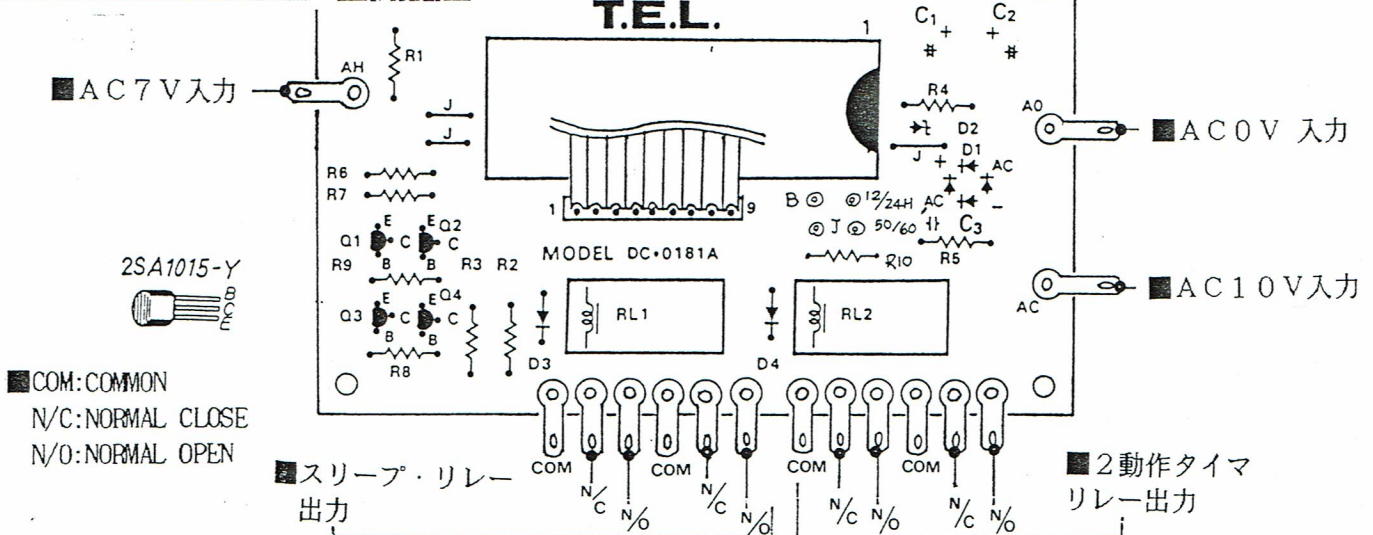 T.E.L.
1
C1 + + C2
# #
R1
AH
■AC7V入力
J
J
R4
D2
J
D1
+
AC
AC
-
AO
■AC0V 入力
R6
R7
1
9
B 12/24H
J 50/60
C3
R5
R10
MODEL DC・0181A
Q1 E C B
Q2 E C B
R9
R3 R2
Q3 E C B
Q4 E C B
R8
2SA1015-Y
B
C
E
RL1
D3
RL2
D4
AC
■AC10V入力
■COM:COMMON
N/C:NORMAL CLOSE
N/O:NORMAL OPEN
COM N/C N/O COM N/C N/O COM N/C N/O COM N/C N/O
■スリープ・リレー
出力
■2動作タイマ
リレー出力